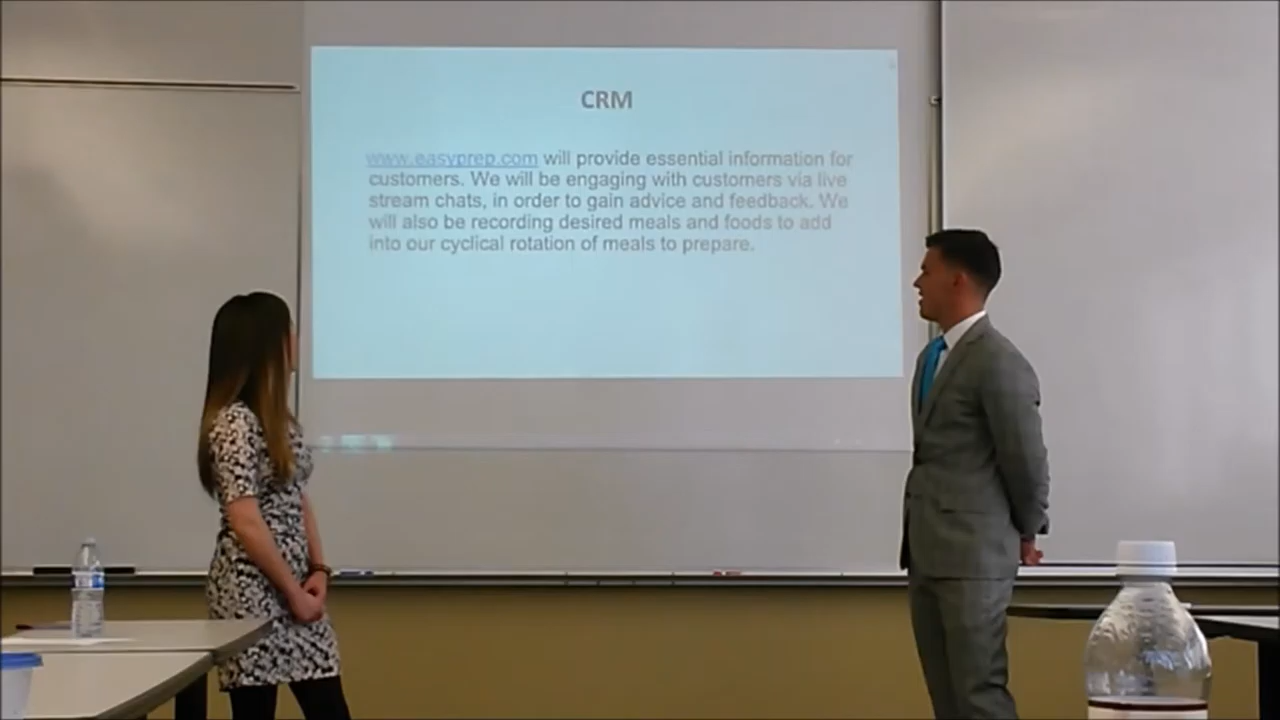 CRM
www.easyprep.com will provide essential information for
customers. We will be engaging with customers via live
stream chats, in order to gain advice and feedback. We
will also be recording desired meals and foods to add
into our cyclical rotation of meals to prepare.